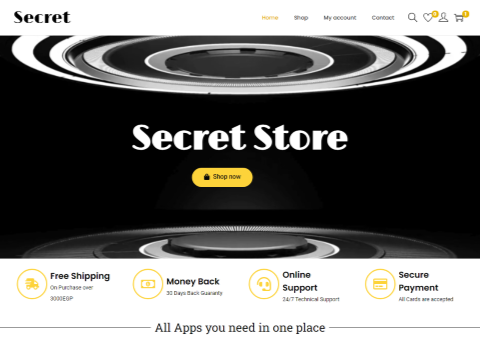 Secret
Home Shop My account Contact 0 7
Secret Store
Shop now
Free Shipping
On Purchase over
3000EGP
Money Back
30 Days Back Guaranty
Online
Support
24/7 Technical Support
Secure
Payment
All Cards are accepted
All Apps you need in one place